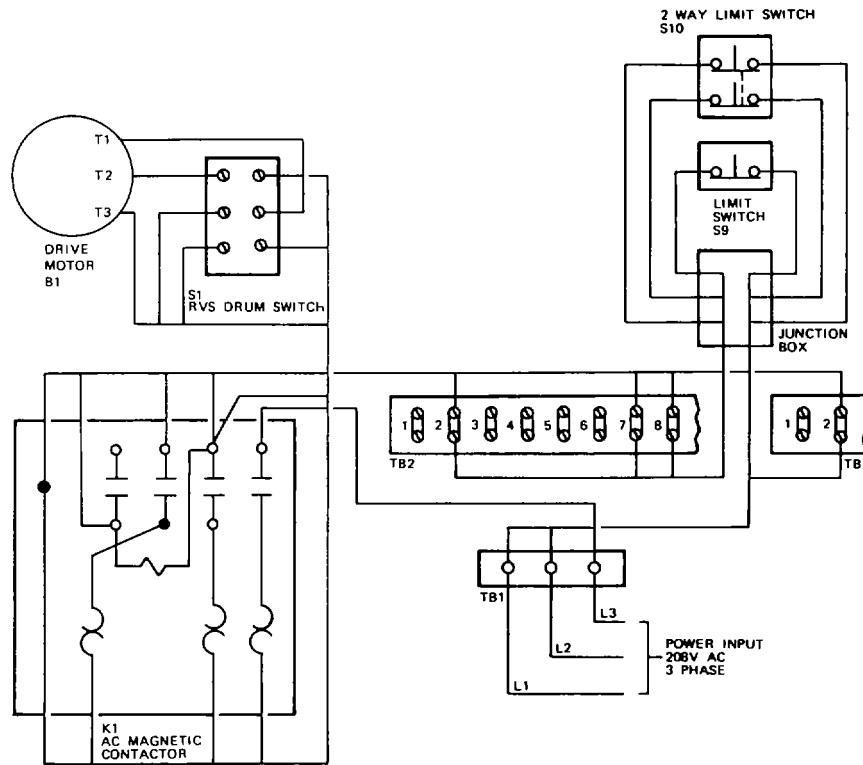 2 WAY LIMIT SWITCH
S10
T1
T2
T3
DRIVE
MOTOR
B1
S1
RVS DRUM SWITCH
LIMIT
SWITCH
S9
JUNCTION
BOX
1 2 3 4 5 6 7 8
TB2
1 2
TB
TB1
L3
L2
L1
POWER INPUT
208V AC
3 PHASE
K1
AC MAGNETIC
CONTACTOR